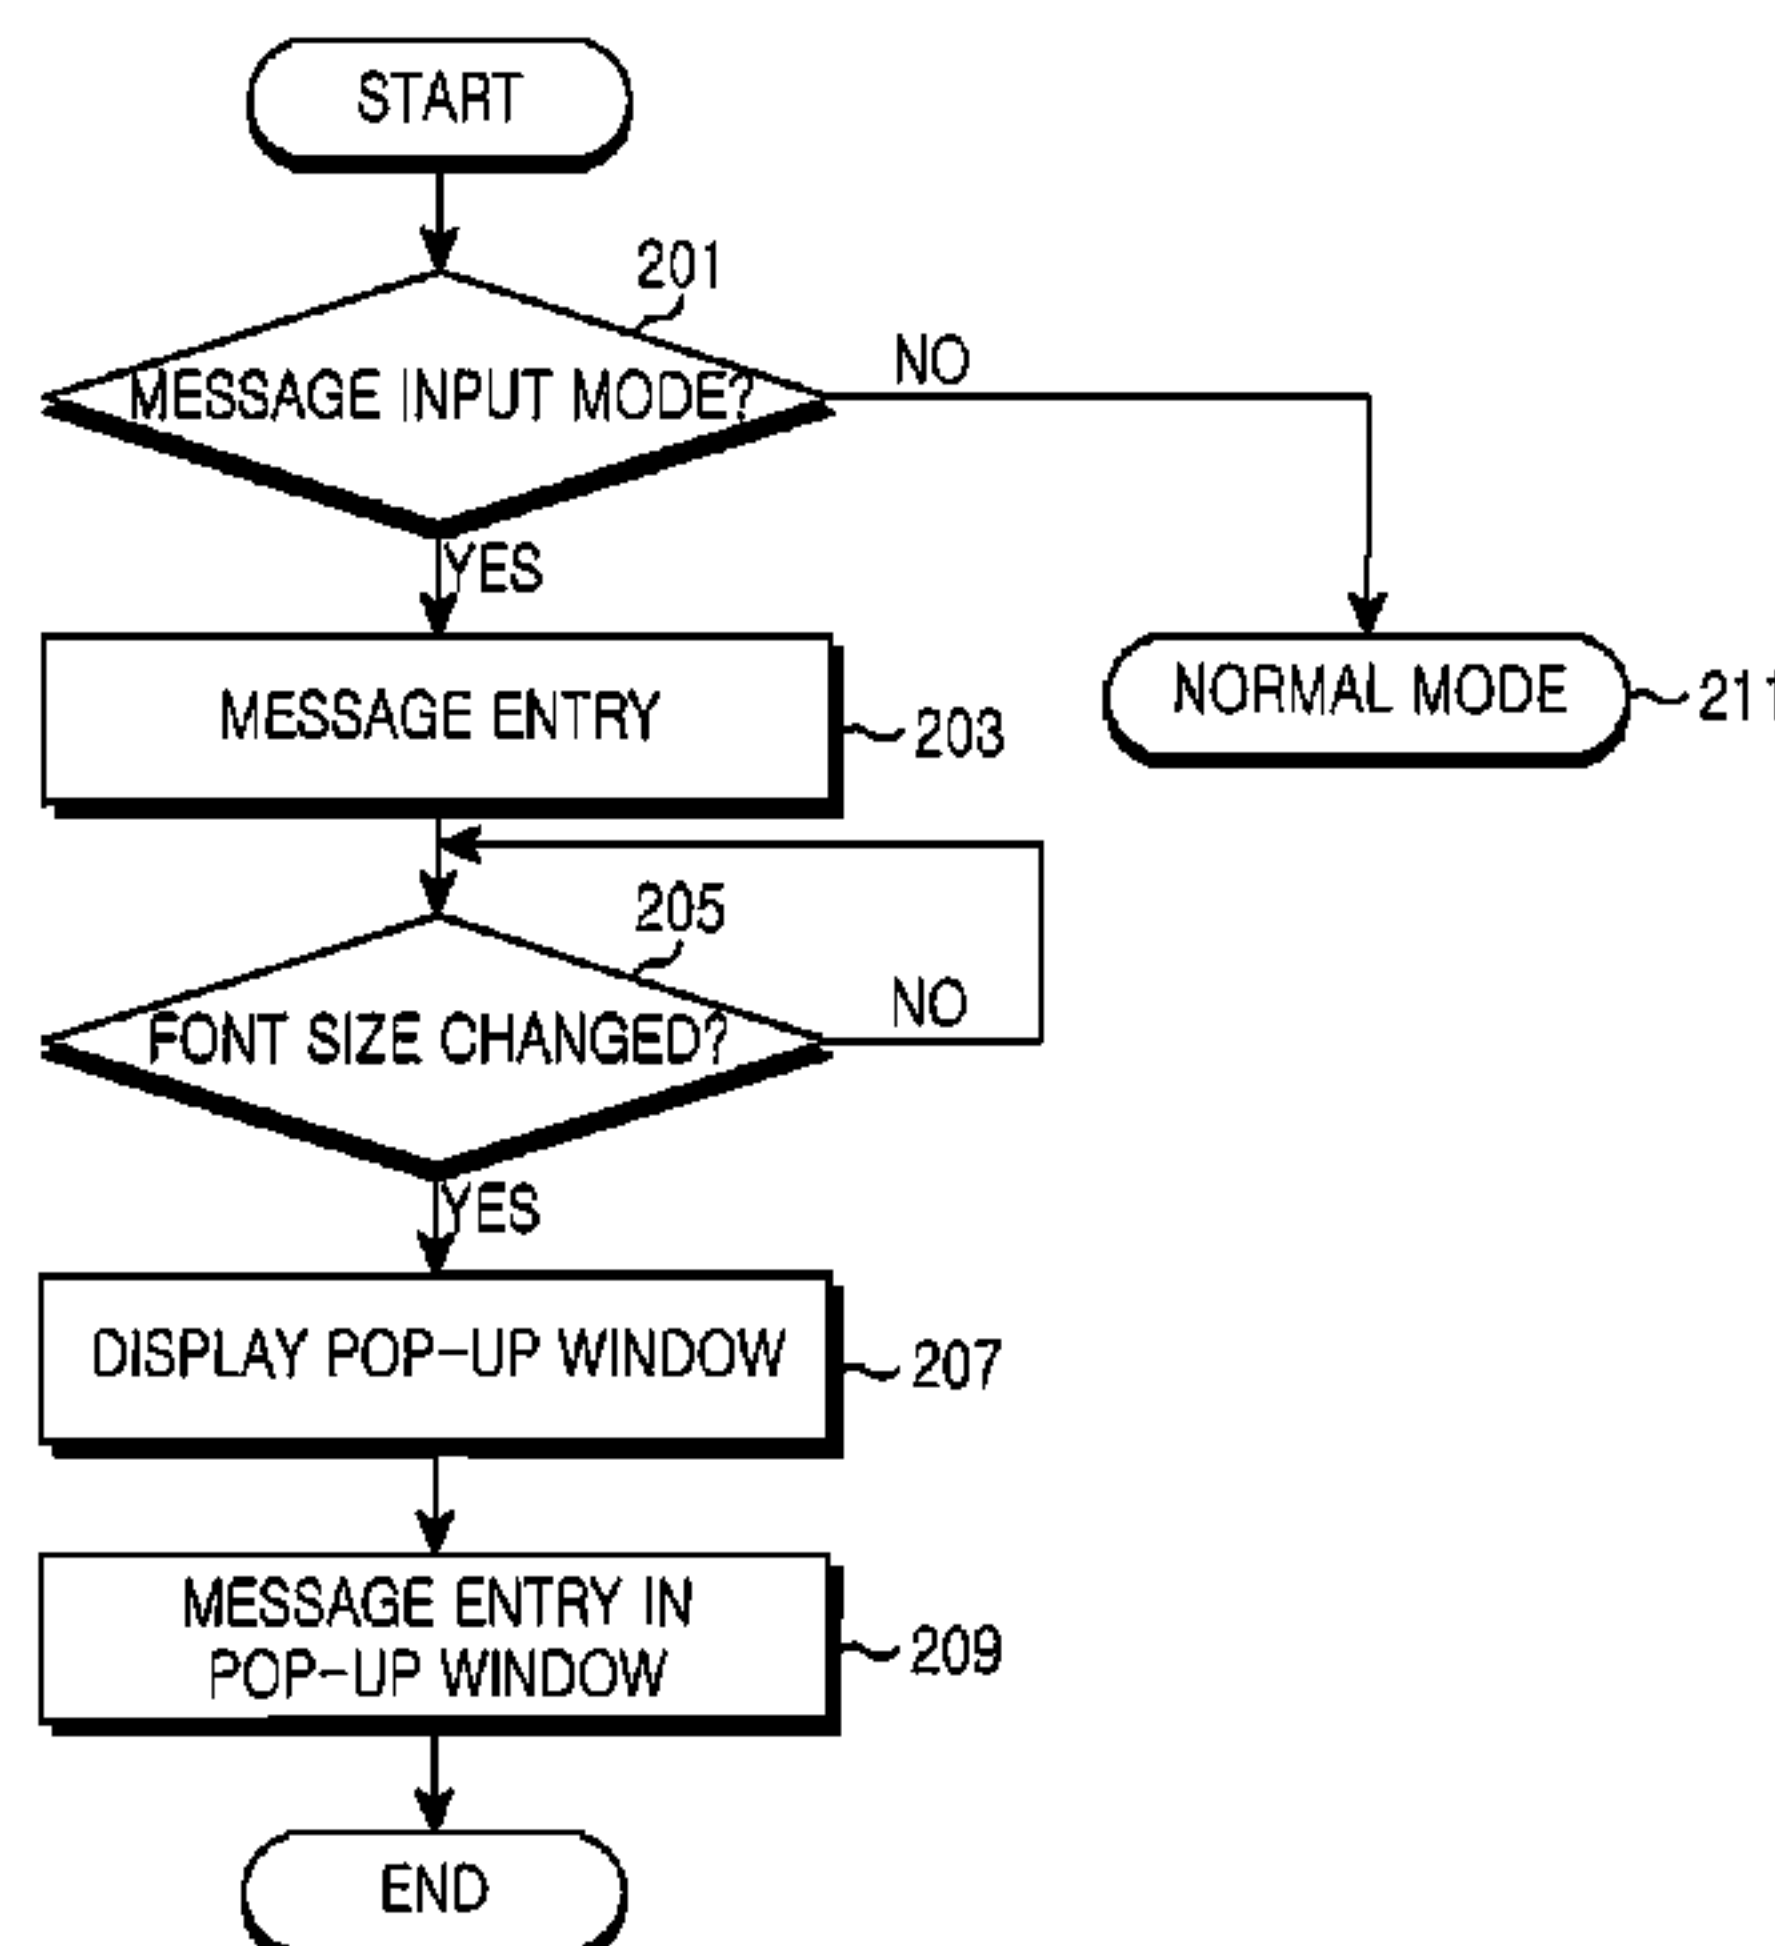 START
201
MESSAGE INPUT MODE?
NO
YES
MESSAGE ENTRY
203
NORMAL MODE
211
205
FONT SIZE CHANGED?
NO
YES
DISPLAY POP-UP WINDOW
207
MESSAGE ENTRY IN
POP-UP WINDOW
209
END